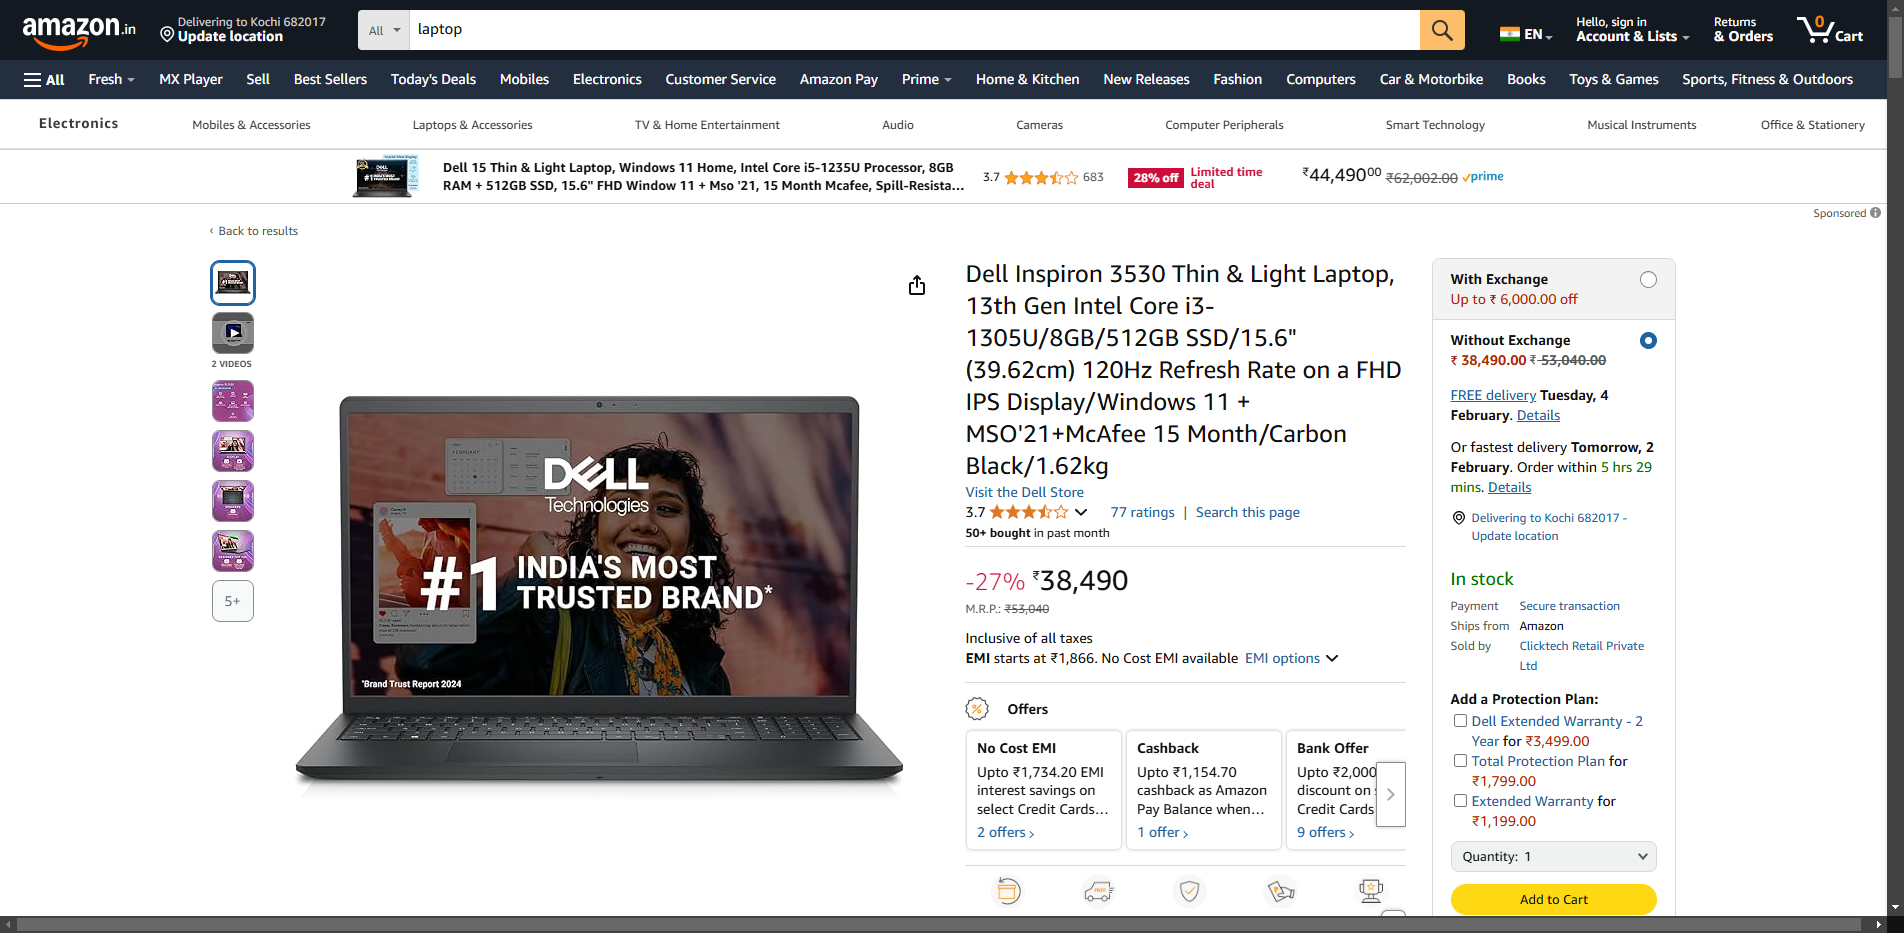 amazon.in
Delivering to Kochi 682017
Update location
All
laptop
EN
Hello, sign in
Account & Lists
Returns
& Orders
0
Cart
All
Fresh
MX Player
Sell
Best Sellers
Today's Deals
Mobiles
Electronics
Customer Service
Amazon Pay
Prime
Home & Kitchen
New Releases
Fashion
Computers
Car & Motorbike
Books
Toys & Games
Sports, Fitness & Outdoors
Electronics
Mobiles & Accessories
Laptops & Accessories
TV & Home Entertainment
Audio
Cameras
Computer Peripherals
Smart Technology
Musical Instruments
Office & Stationery
Dell 15 Thin & Light Laptop, Windows 11 Home, Intel Core i5-1235U Processor, 8GB
RAM + 512GB SSD, 15.6" FHD Window 11 + Mso '21, 15 Month Mcafee, Spill-Resista...
3.7
683
28% off
Limited time
deal
₹44,490⁰⁰ ₹62,002.00
prime
Sponsored
‹ Back to results
2 VIDEOS
5+
DELL
Technologies
FEBRUARY
#1 INDIA'S MOST
TRUSTED BRAND*
*Brand Trust Report 2024
Dell Inspiron 3530 Thin & Light Laptop,
13th Gen Intel Core i3-
1305U/8GB/512GB SSD/15.6"
(39.62cm) 120Hz Refresh Rate on a FHD
IPS Display/Windows 11 +
MSO'21+McAfee 15 Month/Carbon
Black/1.62kg
Visit the Dell Store
3.7
77 ratings | Search this page
50+ bought in past month
-27% ₹38,490
M.R.P.: ₹53,040
Inclusive of all taxes
EMI starts at ₹1,866. No Cost EMI available EMI options
Offers
No Cost EMI
Upto ₹1,734.20 EMI
interest savings on
select Credit Cards...
2 offers ›
Cashback
Upto ₹1,154.70
cashback as Amazon
Pay Balance when...
1 offer ›
Bank Offer
Upto ₹2,000
discount on
Credit Cards
9 offers ›
FREE
With Exchange
Up to ₹ 6,000.00 off
Without Exchange
₹ 38,490.00 ₹ 53,040.00
FREE delivery Tuesday, 4
February. Details
Or fastest delivery Tomorrow, 2
February. Order within 5 hrs 29
mins. Details
Delivering to Kochi 682017 -
Update location
In stock
Payment Secure transaction
Ships from Amazon
Sold by Clicktech Retail Private
Ltd
Add a Protection Plan:
Dell Extended Warranty - 2
Year for ₹3,499.00
Total Protection Plan for
₹1,799.00
Extended Warranty for
₹1,199.00
Quantity: 1
Add to Cart